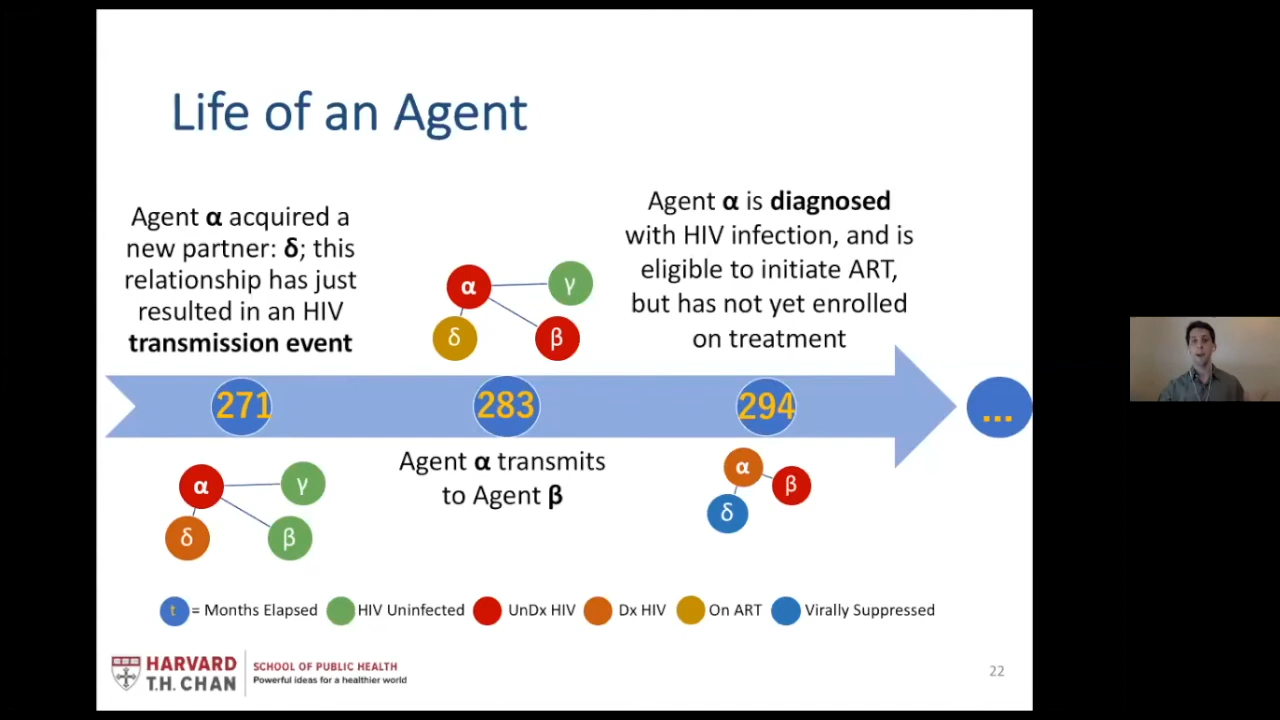 Life of an Agent
Agent α acquired a
new partner: δ; this
relationship has just
resulted in an HIV
transmission event
α
γ
δ
β
Agent α is diagnosed
with HIV infection, and is
eligible to initiate ART,
but has not yet enrolled
on treatment
271
283
294
...
α
γ
δ
β
Agent α transmits
to Agent β
α
β
δ
t = Months Elapsed
HIV Uninfected
UnDx HIV
Dx HIV
On ART
Virally Suppressed
HARVARD
T.H. CHAN
SCHOOL OF PUBLIC HEALTH
Powerful ideas for a healthier world
22